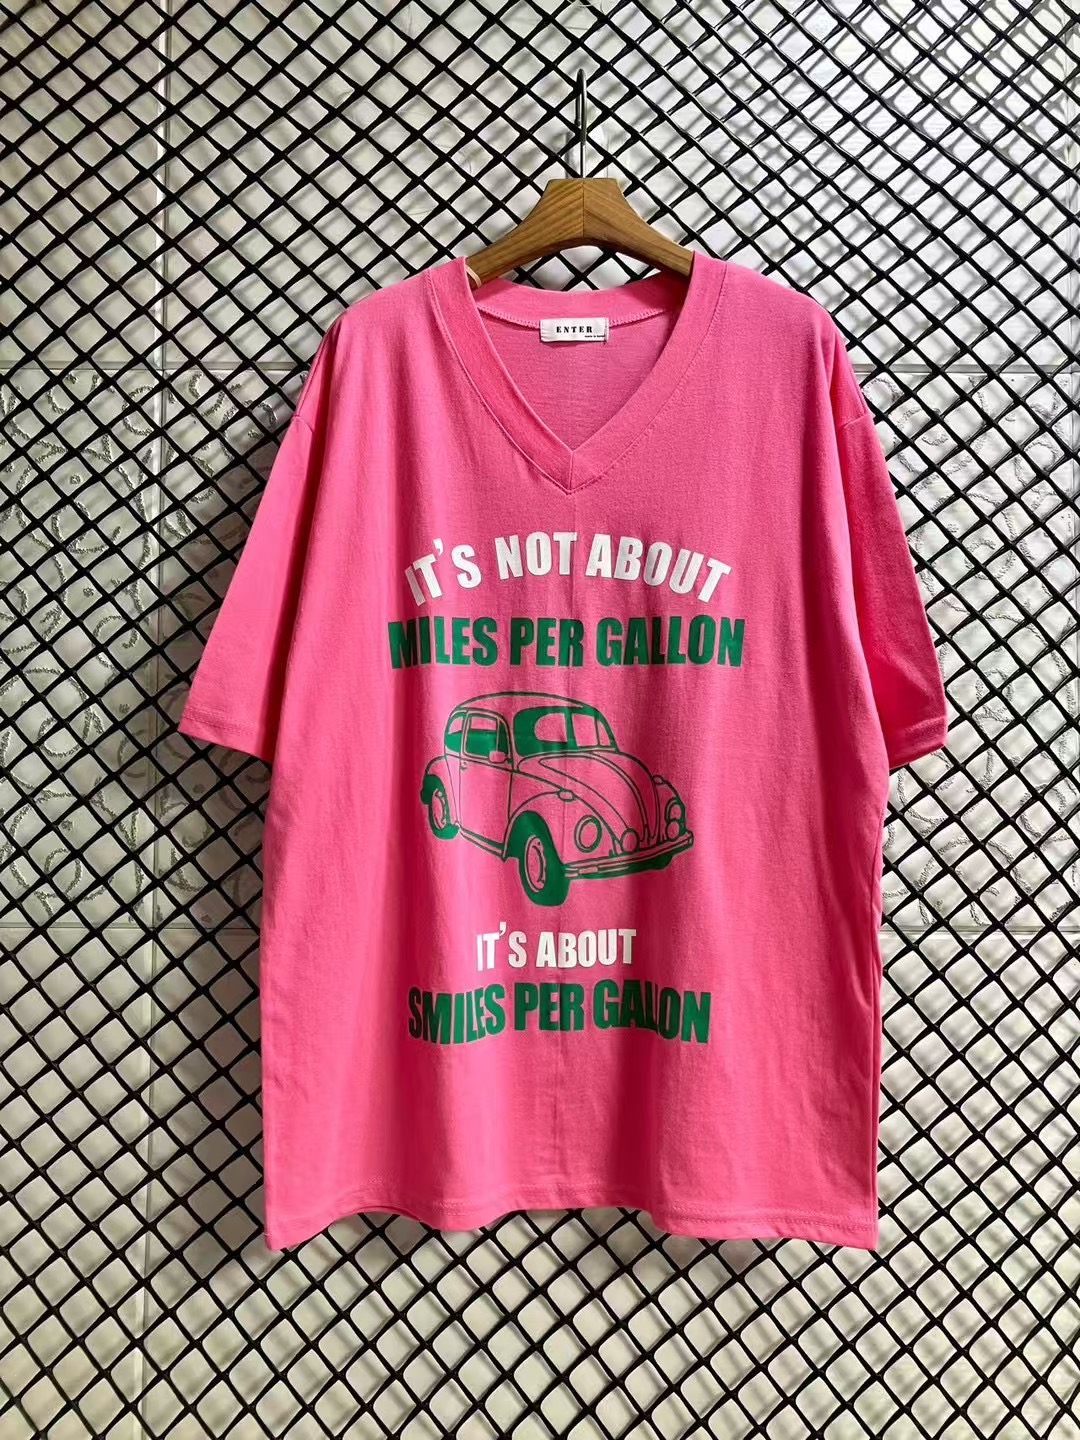 ENTER
IT'S NOT ABOUT
MILES PER GALLON
IT'S ABOUT
SMILES PER GALLON